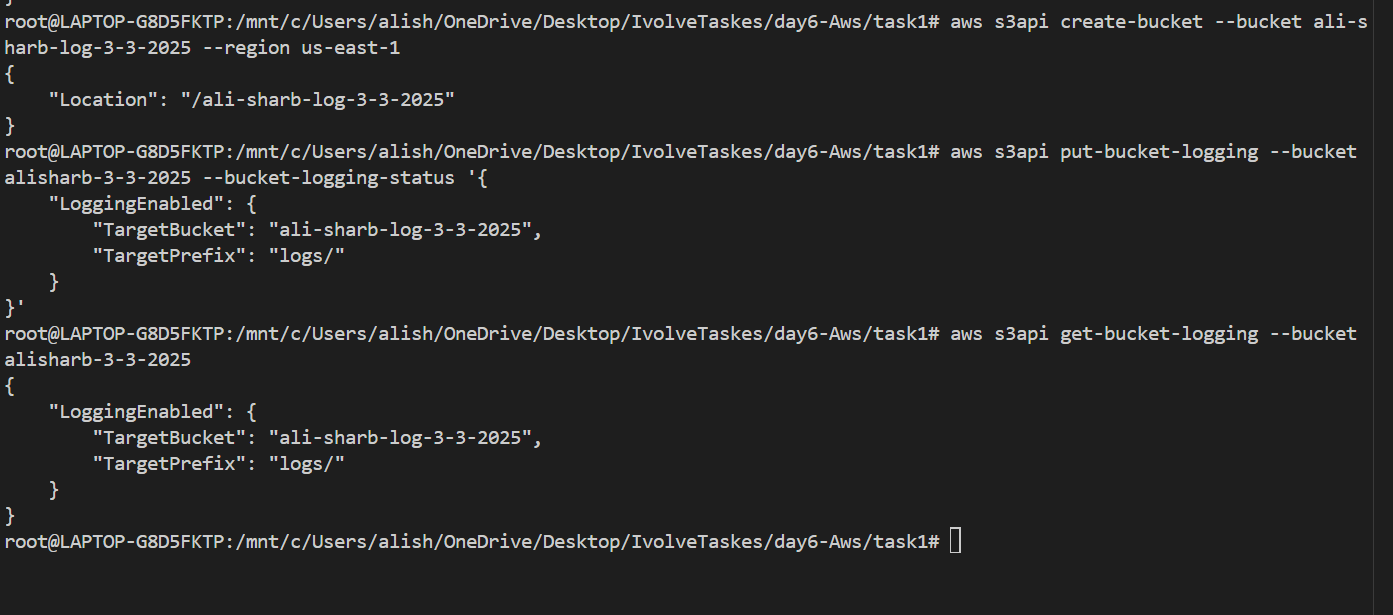 }
root@LAPTOP-G8D5FKTP:/mnt/c/Users/alish/OneDrive/Desktop/IvolveTaskes/day6-Aws/task1# aws s3api create-bucket --bucket ali-s
harb-log-3-3-2025 --region us-east-1
{
    "Location": "/ali-sharb-log-3-3-2025"
}
root@LAPTOP-G8D5FKTP:/mnt/c/Users/alish/OneDrive/Desktop/IvolveTaskes/day6-Aws/task1# aws s3api put-bucket-logging --bucket
alisharb-3-3-2025 --bucket-logging-status '{
    "LoggingEnabled": {
        "TargetBucket": "ali-sharb-log-3-3-2025",
        "TargetPrefix": "logs/"
    }
}'
root@LAPTOP-G8D5FKTP:/mnt/c/Users/alish/OneDrive/Desktop/IvolveTaskes/day6-Aws/task1# aws s3api get-bucket-logging --bucket
alisharb-3-3-2025
{
    "LoggingEnabled": {
        "TargetBucket": "ali-sharb-log-3-3-2025",
        "TargetPrefix": "logs/"
    }
}
root@LAPTOP-G8D5FKTP:/mnt/c/Users/alish/OneDrive/Desktop/IvolveTaskes/day6-Aws/task1#